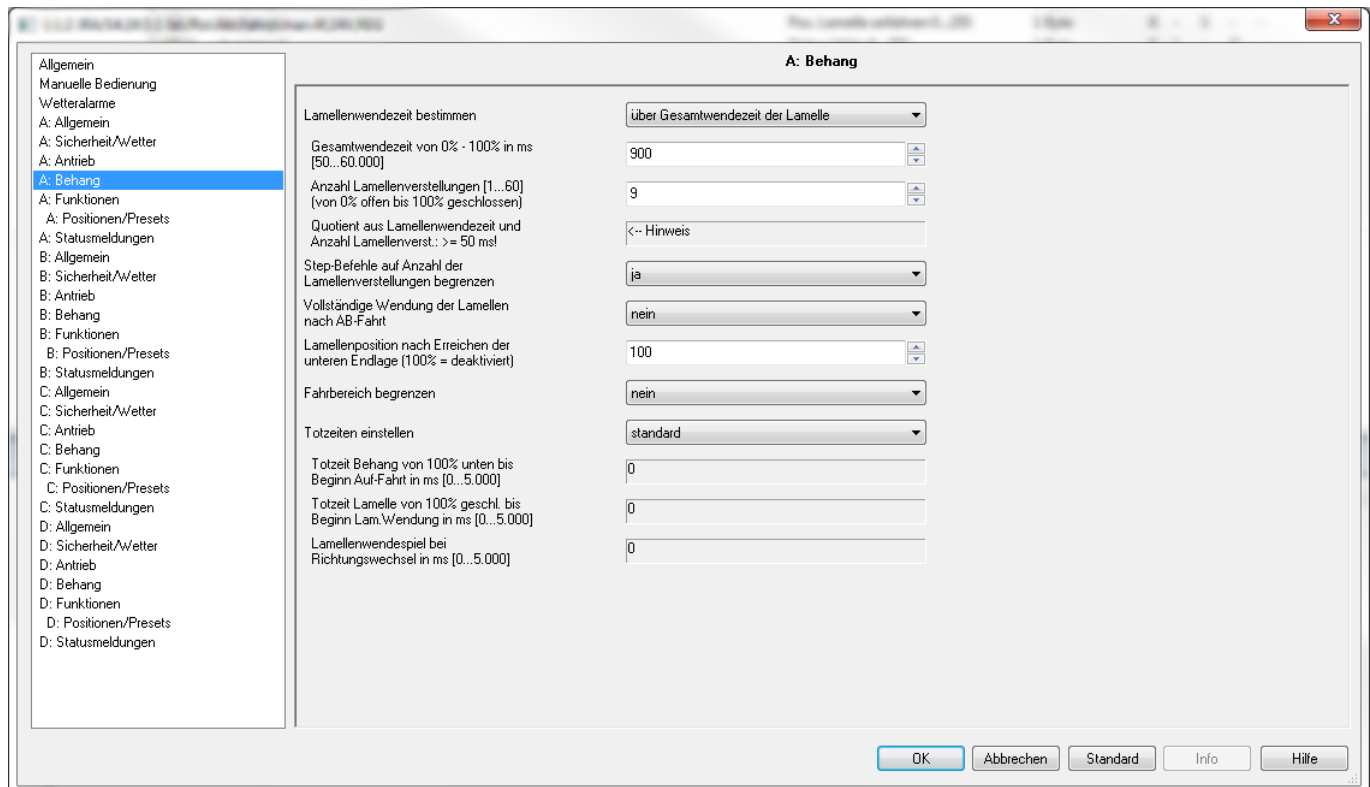 1.1.2
1 Byte
A: Behang
Allgemein
Manuelle Bedienung
Wetteralarme
A: Allgemein
A: Sicherheit/Wetter
A: Antrieb
A: Behang
A: Funktionen
A: Positionen/Presets
A: Statusmeldungen
B: Allgemein
B: Sicherheit/Wetter
B: Antrieb
B: Behang
B: Funktionen
B: Positionen/Presets
B: Statusmeldungen
C: Allgemein
C: Sicherheit/Wetter
C: Antrieb
C: Behang
C: Funktionen
C: Positionen/Presets
C: Statusmeldungen
D: Allgemein
D: Sicherheit/Wetter
D: Antrieb
D: Behang
D: Funktionen
D: Positionen/Presets
D: Statusmeldungen
Lamellenwendezeit bestimmen
über Gesamtwendezeit der Lamelle
Gesamtwendezeit von 0% - 100% in ms
[50...60.000]
900
Anzahl Lamellenverstellungen [1...60]
(von 0% offen bis 100% geschlossen)
9
Quotient aus Lamellenwendezeit und
Anzahl Lamellenverst.: >= 50 ms!
<-- Hinweis
Step-Befehle auf Anzahl der
Lamellenverstellungen begrenzen
ja
Vollständige Wendung der Lamellen
nach AB-Fahrt
nein
Lamellenposition nach Erreichen der
unteren Endlage (100% = deaktiviert)
100
Fahrbereich begrenzen
nein
Totzeiten einstellen
standard
Totzeit Behang von 100% unten bis
Beginn Auf-Fahrt in ms [0...5.000]
0
Totzeit Lamelle von 100% geschl. bis
Beginn Lam.Wendung in ms [0...5.000]
0
Lamellenwendespiel bei
Richtungswechsel in ms [0...5.000]
0
OK
Abbrechen
Standard
Info
Hilfe